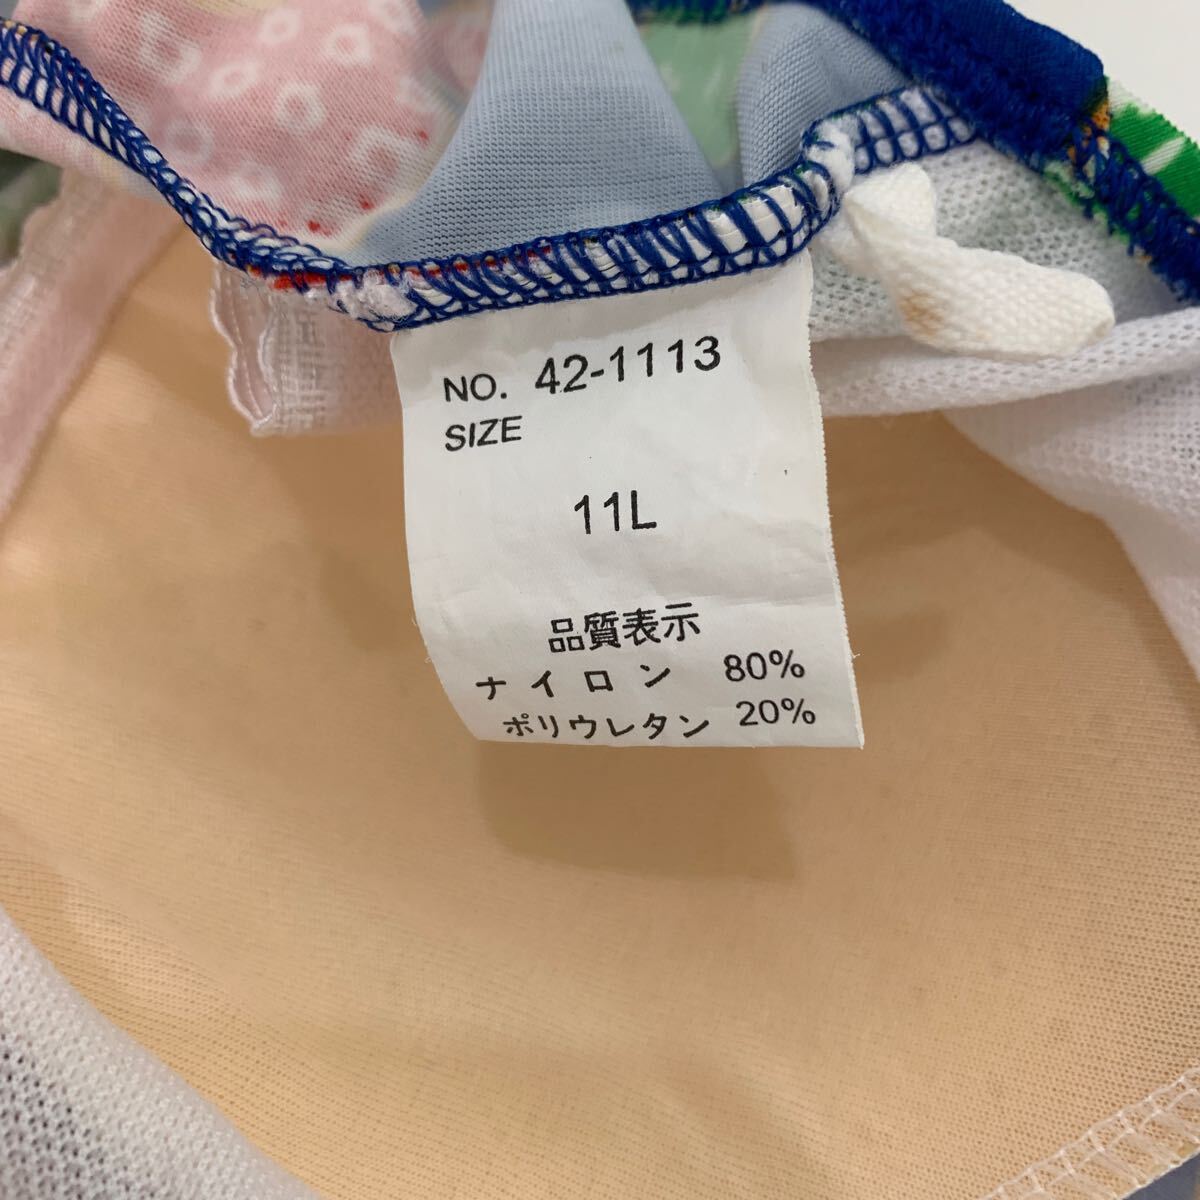 NO. 42-1113
SIZE
11L
品質表示
ナイロン 80%
ポリウレタン 20%